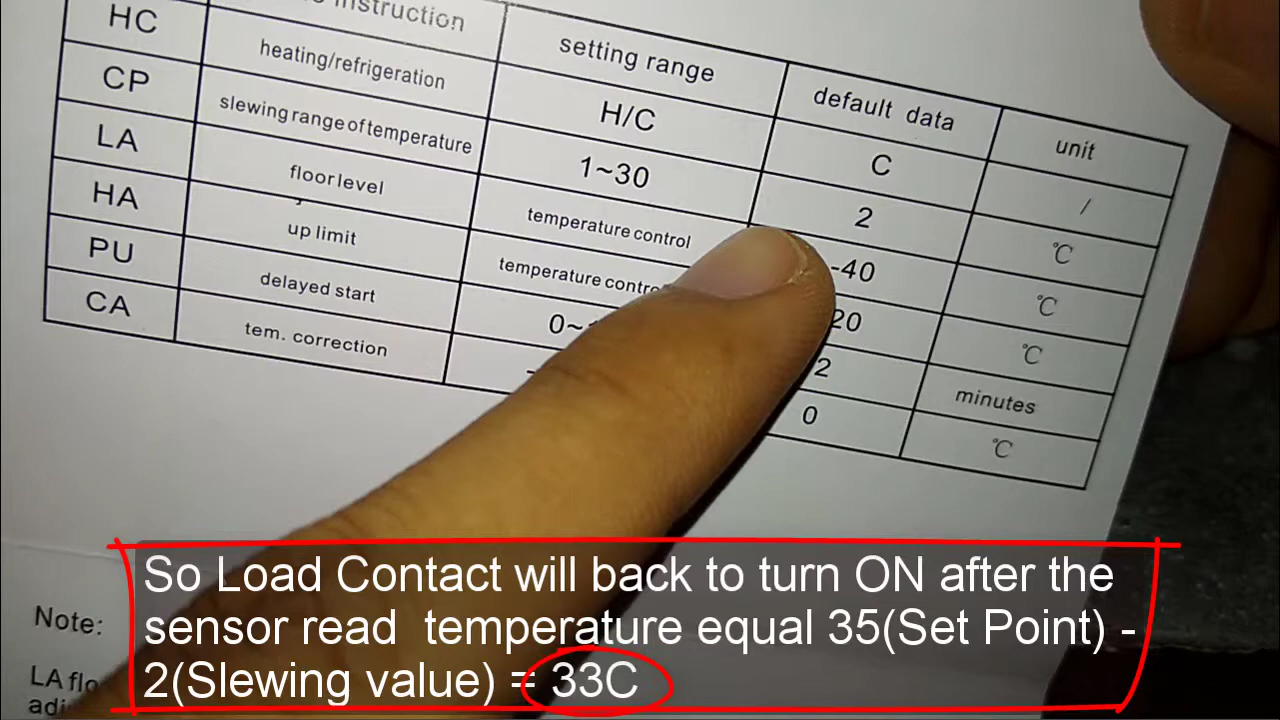 instruction setting range default data unit
HC heating/refrigeration H/C C /
CP slewing range of temperature 1~30 2 ℃
LA floor level temperature control -40 ℃
HA up limit temperature control 20 ℃
PU delayed start 0~ 2 minutes
CA tem. correction 0 ℃
Note:
LA flo
adj
So Load Contact will back to turn ON after the
sensor read temperature equal 35(Set Point) -
2(Slewing value) = 33C